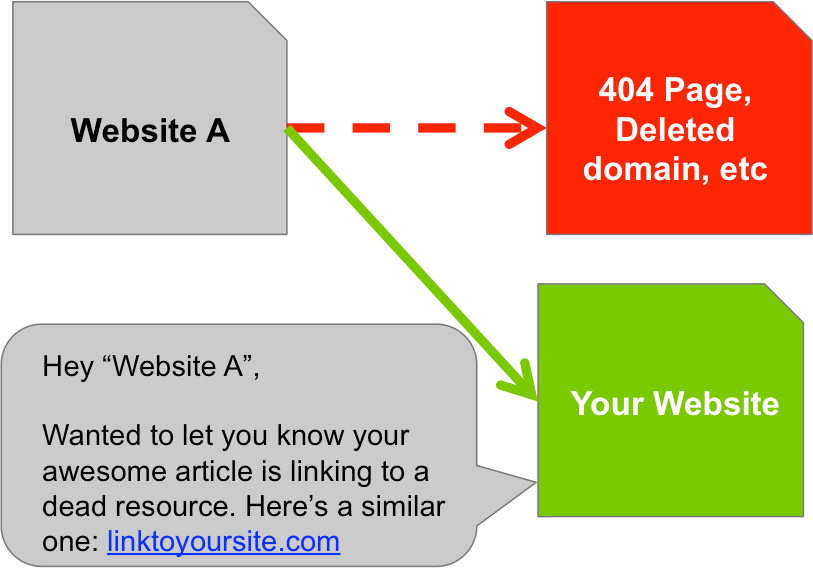 Website A
404 Page,
Deleted
domain, etc
Your Website
Hey “Website A”,
Wanted to let you know your
awesome article is linking to a
dead resource. Here’s a similar
one: linktoyoursite.com